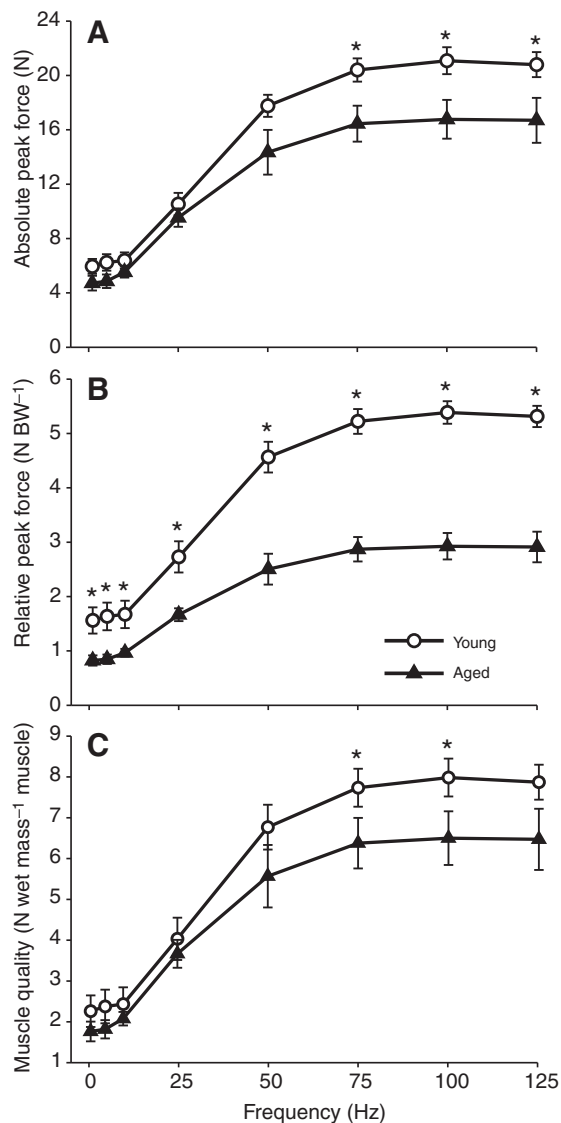 A
Absolute peak force (N)
24
20
16
12
8
4
0
* * *
B
Relative peak force (N BW–1)
6
5
4
3
2
1
0
* * * * * * * *
Young
Aged
C
Muscle quality (N wet mass–1 muscle)
9
8
7
6
5
4
3
2
1
* *
0 25 50 75 100 125
Frequency (Hz)